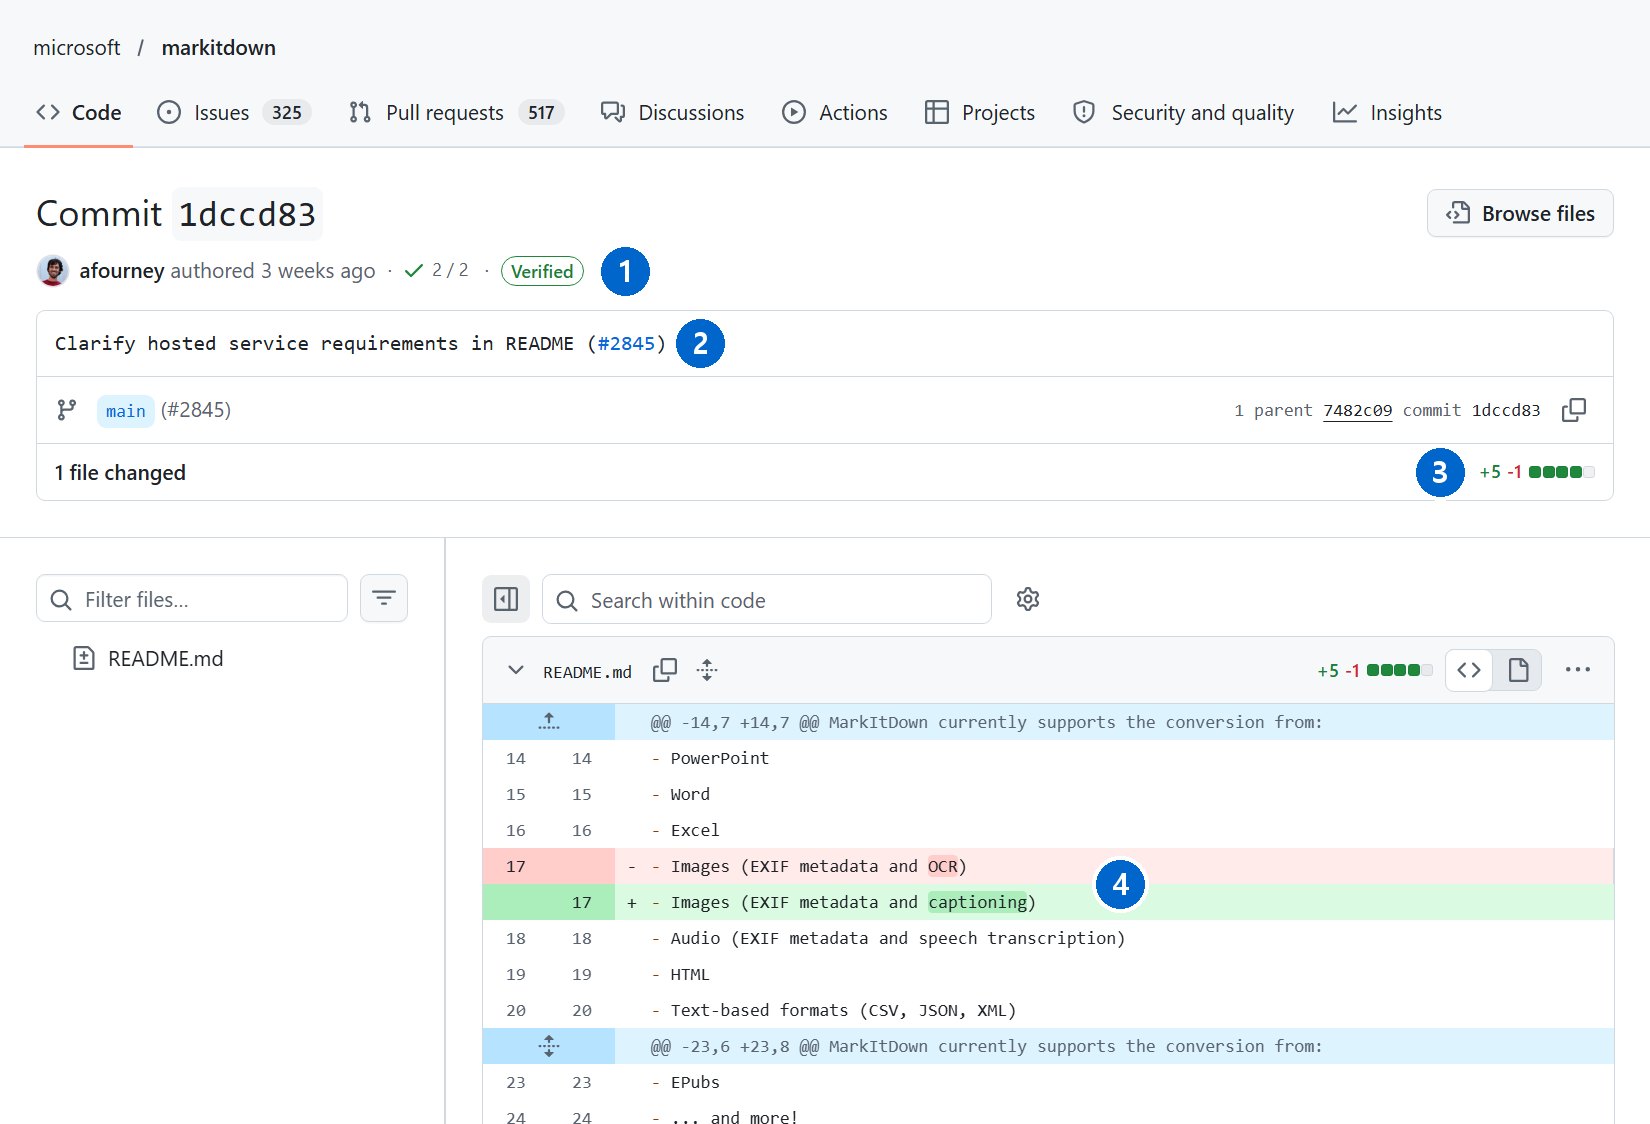 microsoft / markitdown
Code Issues 325 Pull requests 517 Discussions Actions Projects Security and quality Insights
Commit 1dccd83
Browse files
afourney authored 3 weeks ago · 2 / 2 · Verified 1
Clarify hosted service requirements in README (#2845) 2
main (#2845) 1 parent 7482c09 commit 1dccd83
1 file changed 3 +5 -1
Filter files...
README.md
Search within code
README.md +5 -1
@@ -14,7 +14,7 @@ MarkItDown currently supports the conversion from:
14 14 - PowerPoint
15 15 - Word
16 16 - Excel
17 - - Images (EXIF metadata and OCR)
4
17 + - Images (EXIF metadata and captioning)
18 18 - Audio (EXIF metadata and speech transcription)
19 19 - HTML
20 20 - Text-based formats (CSV, JSON, XML)
@@ -23,6 +23,8 @@ MarkItDown currently supports the conversion from:
23 23 - EPubs
24 24 - ... and more!